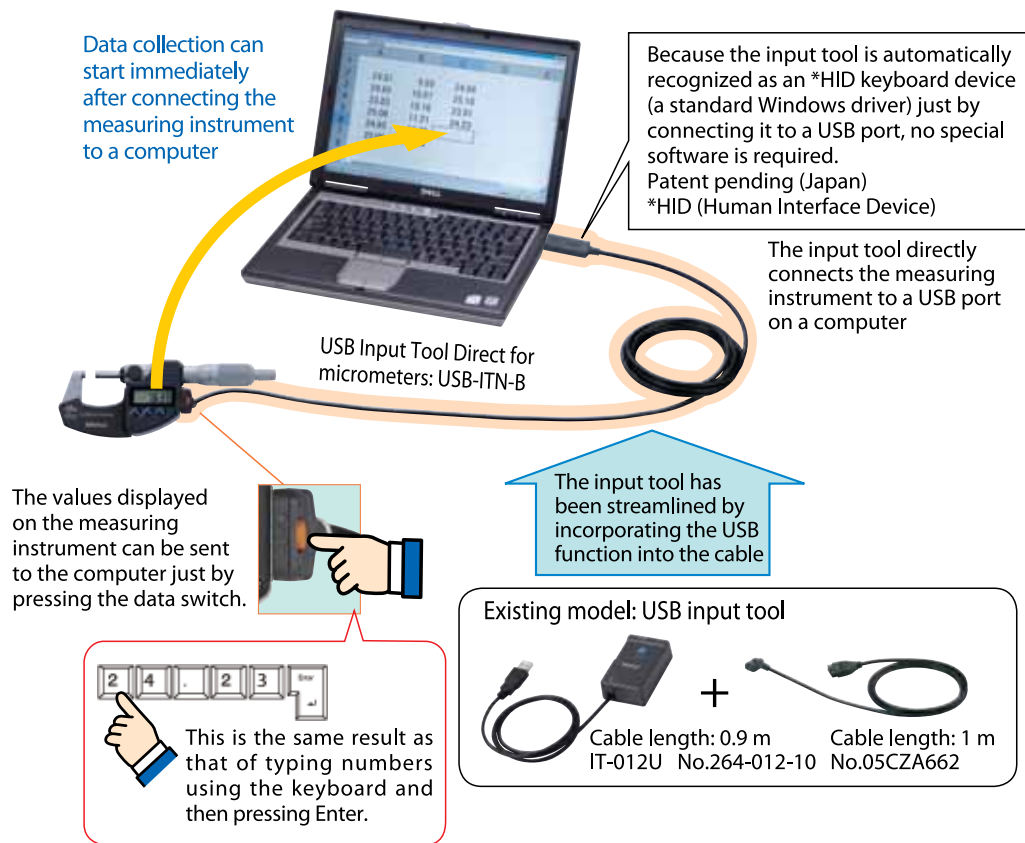 Data collection can
start immediately
after connecting the
measuring instrument
to a computer
Because the input tool is automatically
recognized as an *HID keyboard device
(a standard Windows driver) just by
connecting it to a USB port, no special
software is required.
Patent pending (Japan)
*HID (Human Interface Device)
The input tool directly
connects the measuring
instrument to a USB port
on a computer
DELL
USB Input Tool Direct for
micrometers: USB-ITN-B
The values displayed
on the measuring
instrument can be sent
to the computer just by
pressing the data switch.
The input tool has
been streamlined by
incorporating the USB
function into the cable
2 4 . 2 3 Enter
This is the same result as
that of typing numbers
using the keyboard and
then pressing Enter.
Existing model: USB input tool
+
Cable length: 0.9 m
IT-012U No.264-012-10
Cable length: 1 m
No.05CZA662